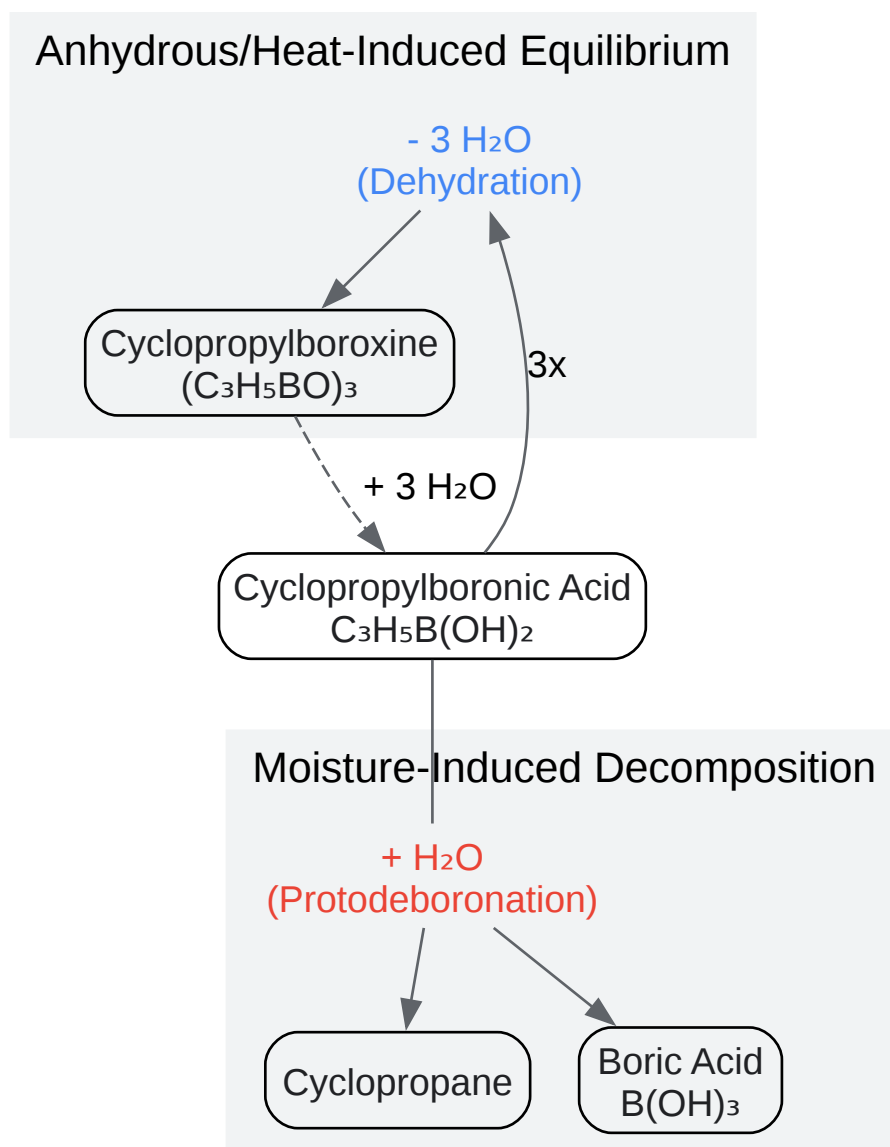 Anhydrous/Heat-Induced Equilibrium
- 3 H₂O
(Dehydration)
Cyclopropylboroxine
(C₃H₅BO)₃
3x
+ 3 H₂O
Cyclopropylboronic Acid
C₃H₅B(OH)₂
Moisture-Induced Decomposition
+ H₂O
(Protodeboronation)
Cyclopropane
Boric Acid
B(OH)₃